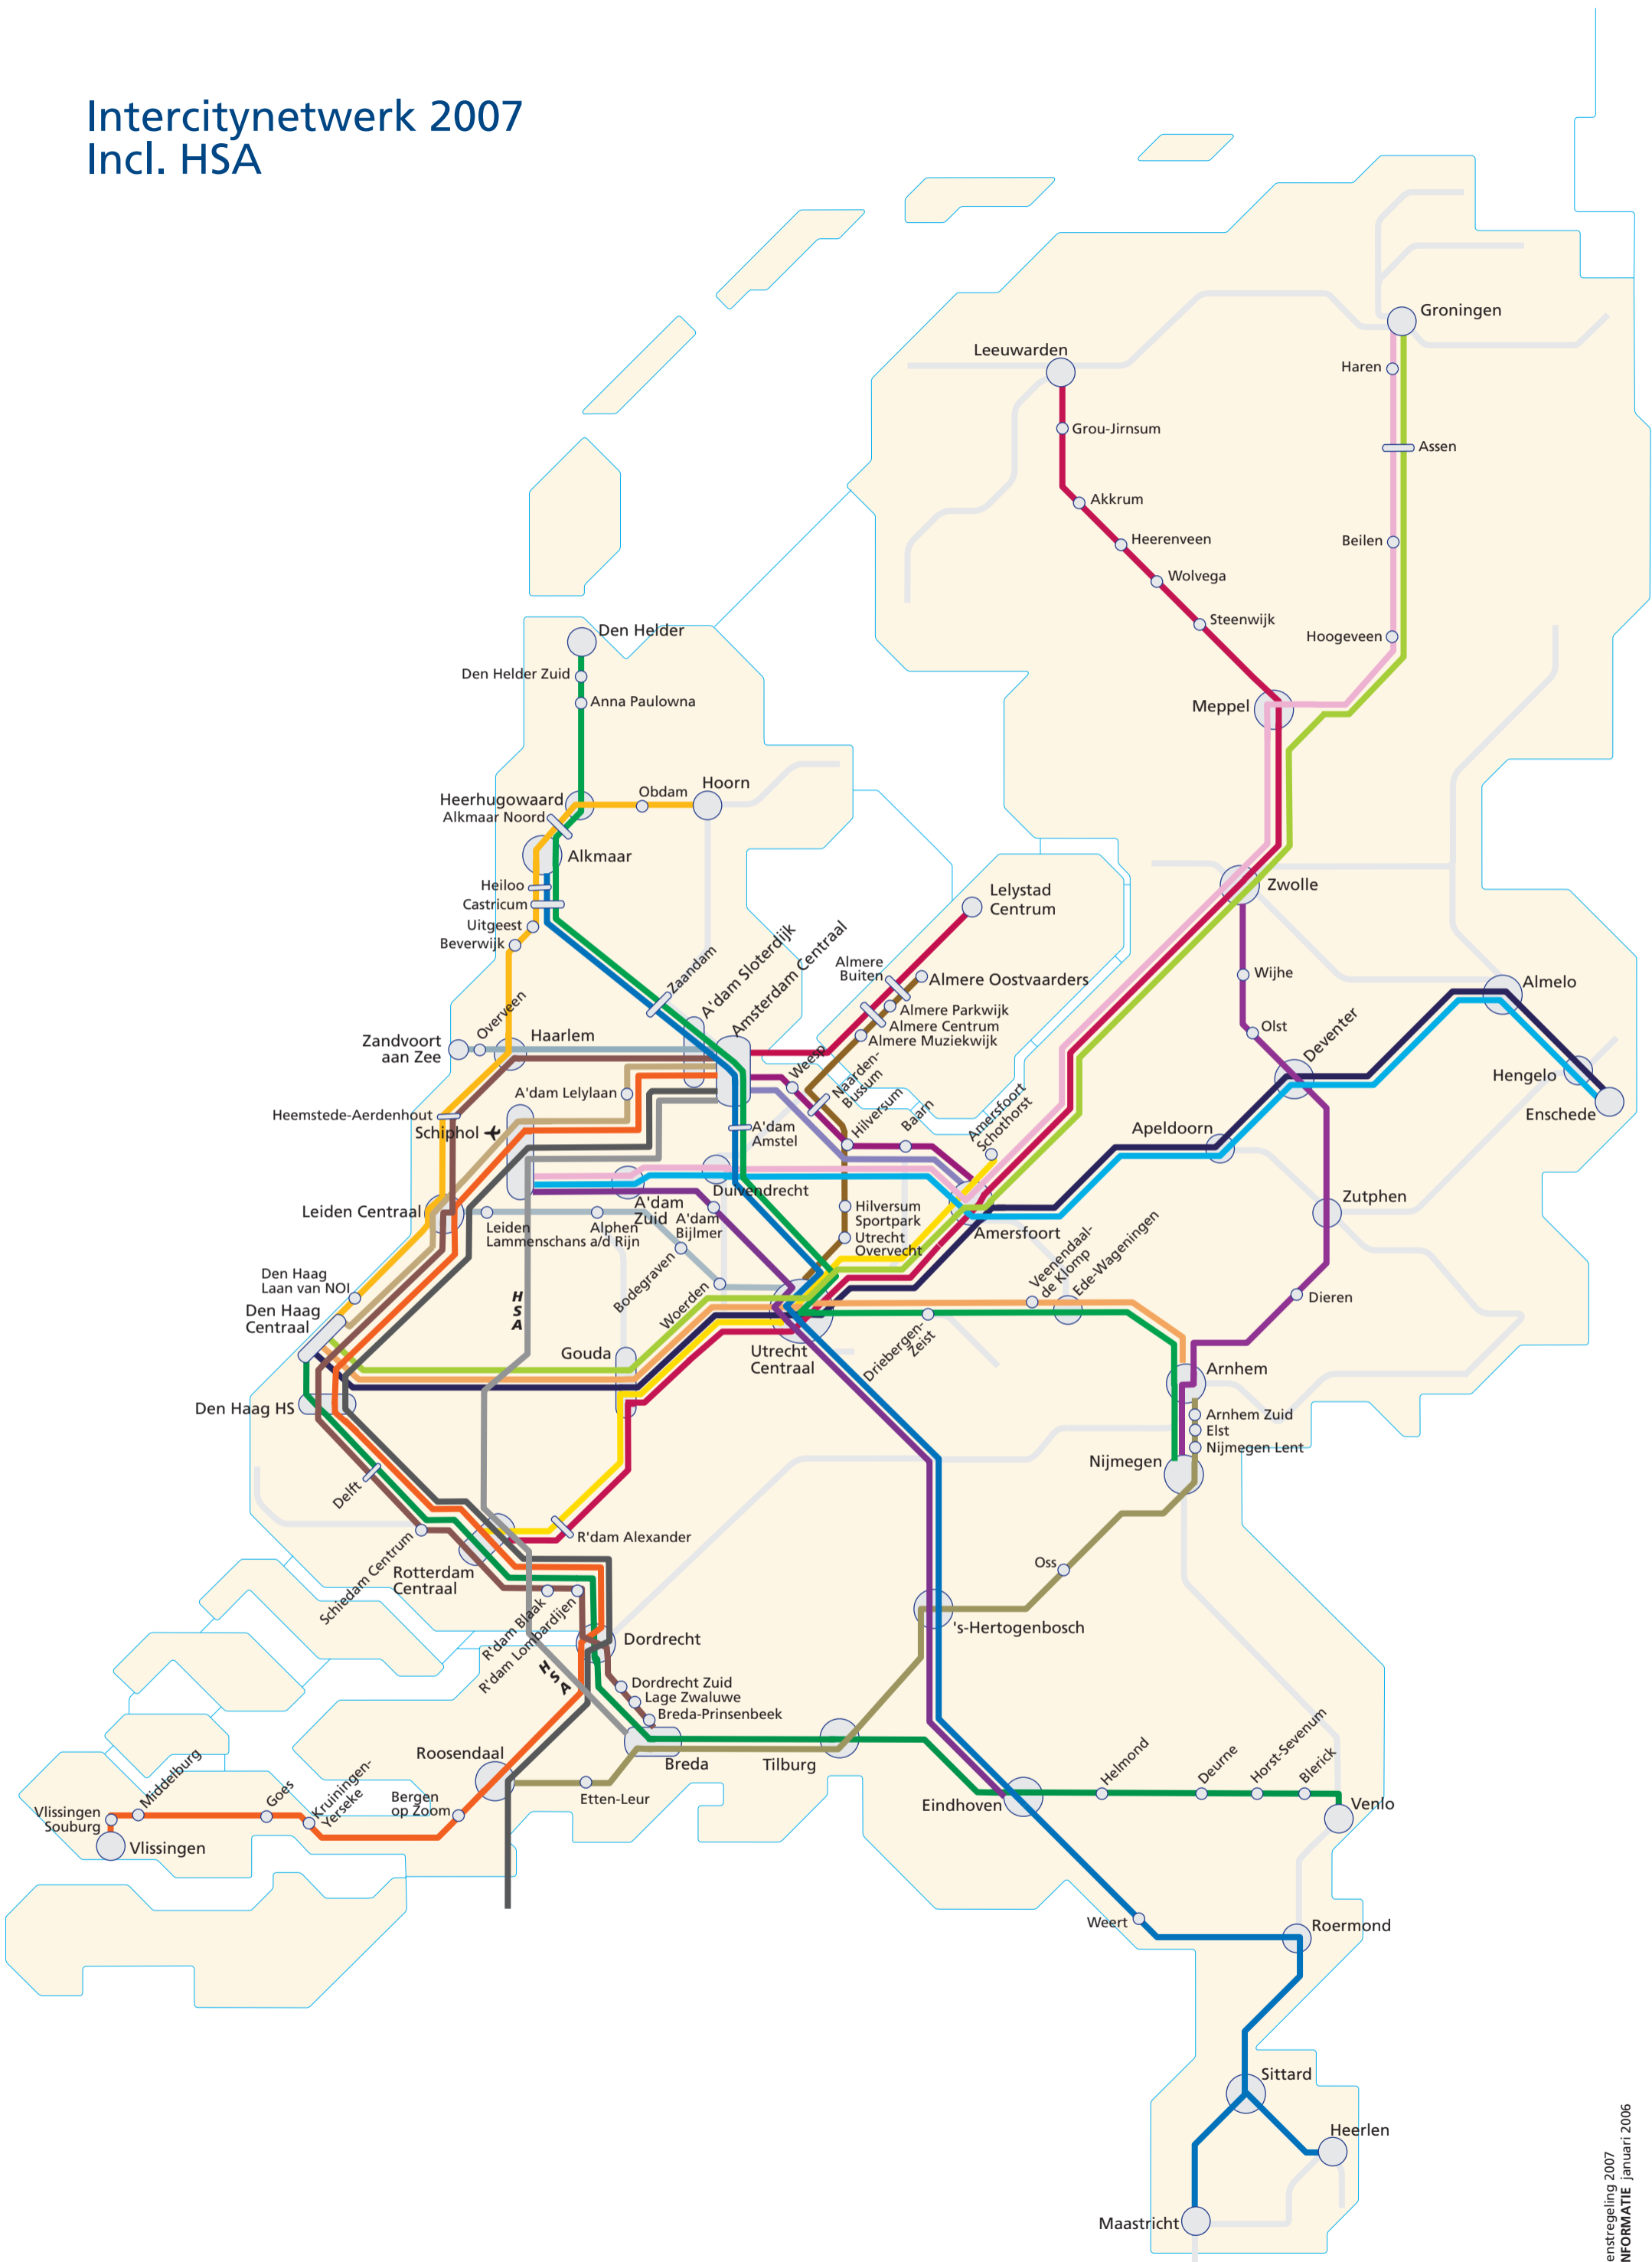 Intercitynetwerk 2007
Incl. HSA
Groningen
Leeuwarden
Haren
Grou-Jirnsum
Assen
Akkrum
Heerenveen
Beilen
Wolvega
Steenwijk
Hoogeveen
Den Helder
Den Helder Zuid
Anna Paulowna
Meppel
Hoorn
Obdam
Heerhugowaard
Alkmaar Noord
Alkmaar
Heiloo
Castricum
Uitgeest
Beverwijk
Zwolle
Lelystad
Centrum
Zaandam
A'dam Sloterdijk
Amsterdam Centraal
Almere
Buiten
Almere Oostvaarders
Almere Parkwijk
Almere Centrum
Almere Muziekwijk
Wijhe
Almelo
Olst
Deventer
Overveen
Haarlem
Zandvoort
aan Zee
Weesp
Naarden-
Bussum
Hilversum
Baarn
Amersfoort
Schothorst
Hengelo
Enschede
A'dam Lelylaan
Heemstede-Aerdenhout
Schiphol
A'dam
Amstel
Apeldoorn
Duivendrecht
Zutphen
Leiden Centraal
Leiden
Lammenschans
Alphen
a/d Rijn
A'dam
Zuid
A'dam
Bijlmer
Hilversum
Sportpark
Utrecht
Overvecht
Amersfoort
Bodegraven
Woerden
Veenendaal-
de Klomp
Ede-Wageningen
Den Haag
Laan van NOI
Den Haag
Centraal
H
S
A
Dieren
Gouda
Utrecht
Centraal
Driebergen-
Zeist
Arnhem
Den Haag HS
Arnhem Zuid
Elst
Nijmegen Lent
Nijmegen
Delft
R'dam Alexander
Schiedam Centrum
Rotterdam
Centraal
Oss
R'dam Blaak
R'dam Lombardijen
Dordrecht
's-Hertogenbosch
H
S
A
Dordrecht Zuid
Lage Zwaluwe
Breda-Prinsenbeek
Roosendaal
Breda
Tilburg
Etten-Leur
Bergen
op Zoom
Middelburg
Goes
Kruiningen-
Yerseke
Vlissingen
Souburg
Vlissingen
Eindhoven
Helmond
Deurne
Horst-Sevenum
Blerick
Venlo
Weert
Roermond
Sittard
Heerlen
Maastricht
enstregeling 2007
NFORMATIE januari 2006